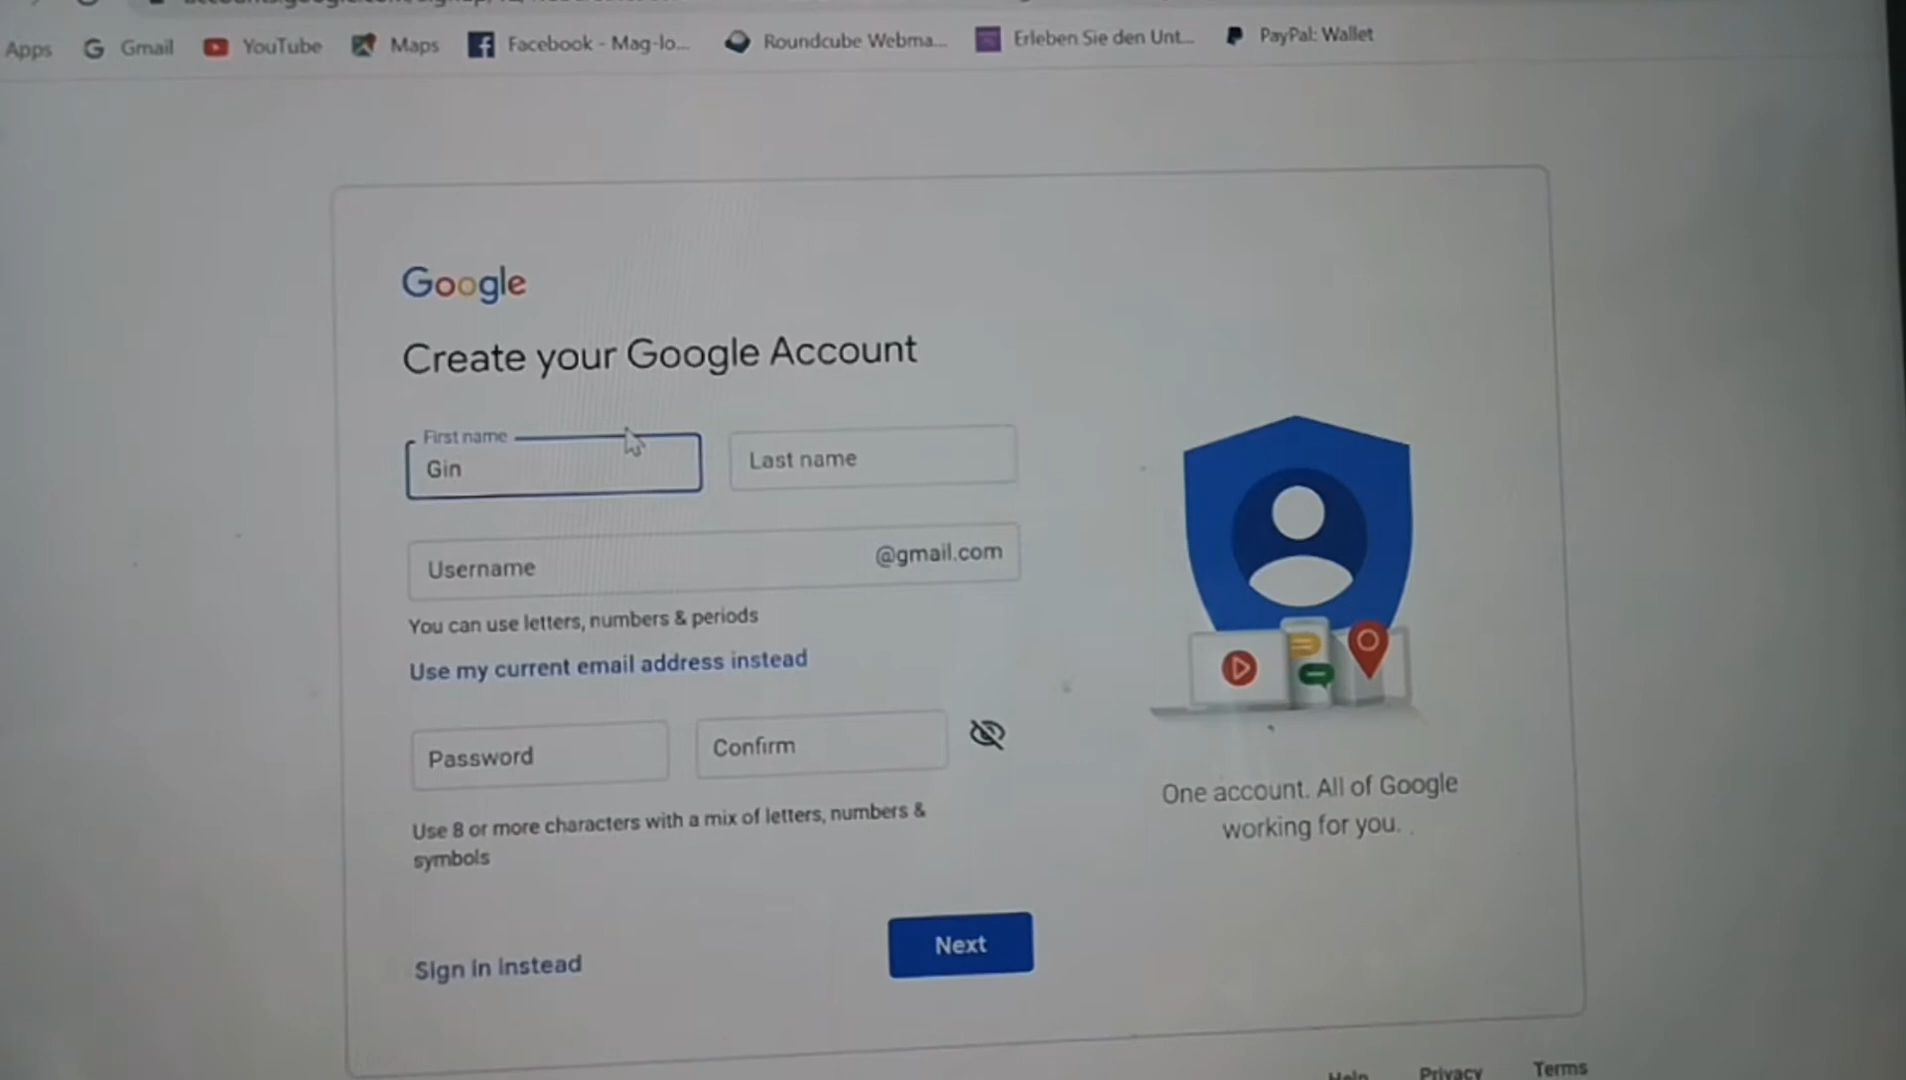 Apps Gmail YouTube Maps Facebook - Mag-lo... Roundcube Webma... Erleben Sie den Unt... PayPal: Wallet
Google
Create your Google Account
First name
Gin
Last name
Username
@gmail.com
You can use letters, numbers & periods
Use my current email address instead
Password
Confirm
Use 8 or more characters with a mix of letters, numbers &
symbols
One account. All of Google
working for you.
Sign in instead
Next
Help Privacy Terms